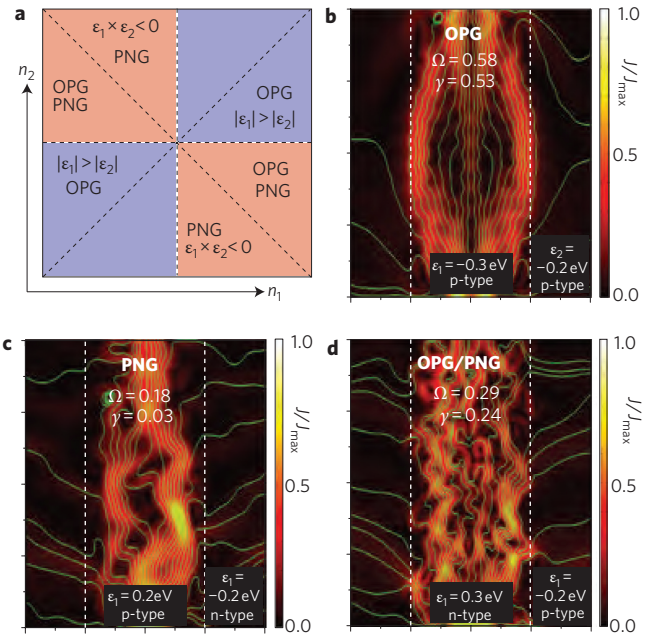 a
ε₁ × ε₂ < 0
PNG
n₂
OPG
PNG
OPG
|ε₁| > |ε₂|
|ε₁| > |ε₂|
OPG
OPG
PNG
PNG
ε₁ × ε₂ < 0
n₁
b
OPG
Ω = 0.58
γ = 0.53
ε₁ = −0.3 eV
p-type
ε₂ =
−0.2 eV
p-type
1.0
0.5
0.0
J/Jmax
c
PNG
Ω = 0.18
γ = 0.03
ε₁ = 0.2eV
p-type
ε₁ =
−0.2 eV
n-type
1.0
0.5
0.0
J/Jmax
d
OPG/PNG
Ω = 0.29
γ = 0.24
ε₁ = 0.3 eV
n-type
ε₁ =
−0.2 eV
p-type
1.0
0.5
0.0
J/Jmax